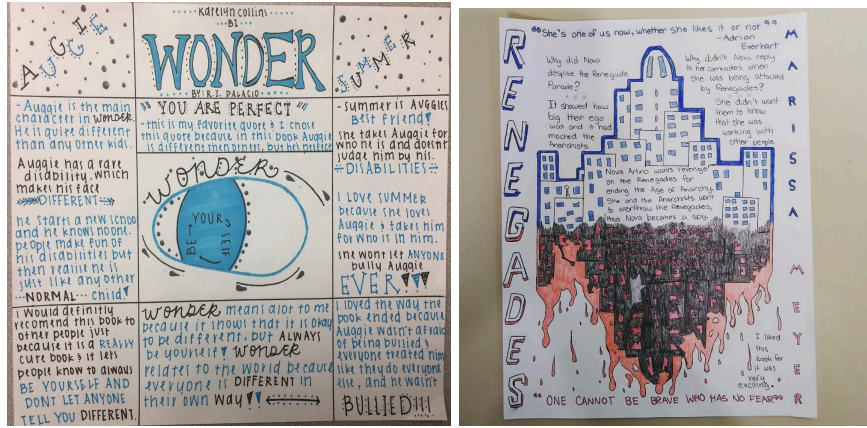 AUGGIE
Karelyn Collins
BI
WONDER
BY: R.J. PALACIO
SUMMER
-Auggie is the main
character in WONDER.
He is quite different
than any other kids.
Auggie has a rare
disability, which
makes his face
DIFFERENT
he starts a new school
and he knows noone.
people make fun of
his disabilities but
then realise he is
just like any other
...NORMAL... child!
"YOU ARE PERFECT"
-this is my favorite quote & I chose
this quote because in this book Auggie
is different then others, but he's perfect
WONDER
BE YOUR SELF
-Summer is AUGGIES
Best friend!
she takes Auggie for
who he is and doesnt
judge him by his.
DISABILITIES
I LOVE SUMMER
because she loves
Auggie & takes him
for who is in him.
she wont let ANYONE
bully Auggie
EVER!!!
I would definitly
recomend this book to
other people just
because it is a REALLY
cute book & it lets
people know to always
BE YOURSELF AND
DONT LET ANYONE
TELL YOU DIFFERENT.
WONDER means alot to me
because it shows that it is okay
to be different, but ALWAYS
be yourself! WONDER
relates to the world because
everyone is DIFFERENT in
their own way!!
I loved the way the
book ended because
Auggie wasn't afraid
of being bullied &
everyone treated him
like they do everyone
else, and he wasn't
BULLIED!!!
RENEGADES
"She's one of us now, whether she likes it or not"
-Adrian
Everhart
MARISSA
MEYER
Why did Nova
despise the Renegade
Parade?
It showed how
big their ego
was and it had
mocked the
Anarchists.
Why didn't Nova reply
to her comrades when
she was being attacked
by Renegades?
She didn't want
them to know
that she was
working with
other people.
Nova Artino wants revenge
on the Renegades for
ending the Age of Anarchy.
She and the Anarchists want
to overthrow the Renegades,
thus Nova becomes a spy.
I liked
this
book for
it was
very
exciting.
"ONE CANNOT BE BRAVE WHO HAS NO FEAR"